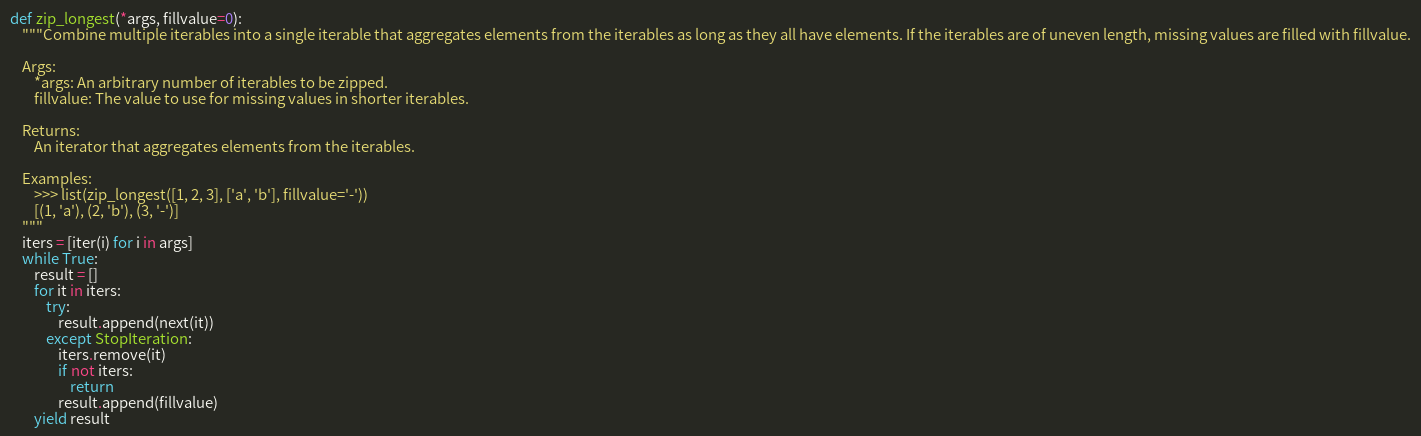 def zip_longest(*args, fillvalue=0):
    """Combine multiple iterables into a single iterable that aggregates elements from the iterables as long as they all have elements. If the iterables are of uneven length, missing values are filled with fillvalue.

    Args:
        *args: An arbitrary number of iterables to be zipped.
        fillvalue: The value to use for missing values in shorter iterables.

    Returns:
        An iterator that aggregates elements from the iterables.

    Examples:
        >>> list(zip_longest([1, 2, 3], ['a', 'b'], fillvalue='-'))
        [(1, 'a'), (2, 'b'), (3, '-')]
    """
    iters = [iter(i) for i in args]
    while True:
        result = []
        for it in iters:
            try:
                result.append(next(it))
            except StopIteration:
                iters.remove(it)
                if not iters:
                    return
                result.append(fillvalue)
        yield result